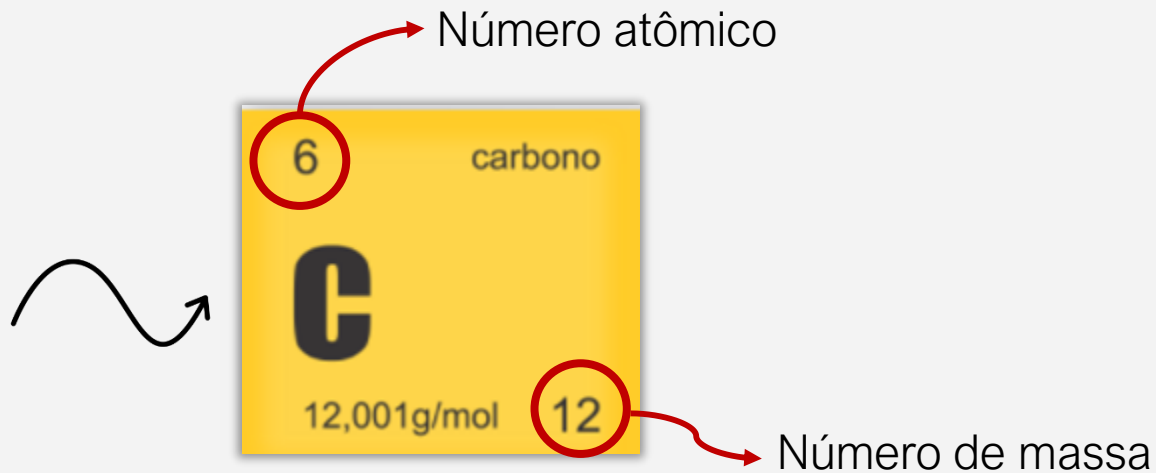 Número atômico
6 carbono
C
12,001g/mol 12
Número de massa